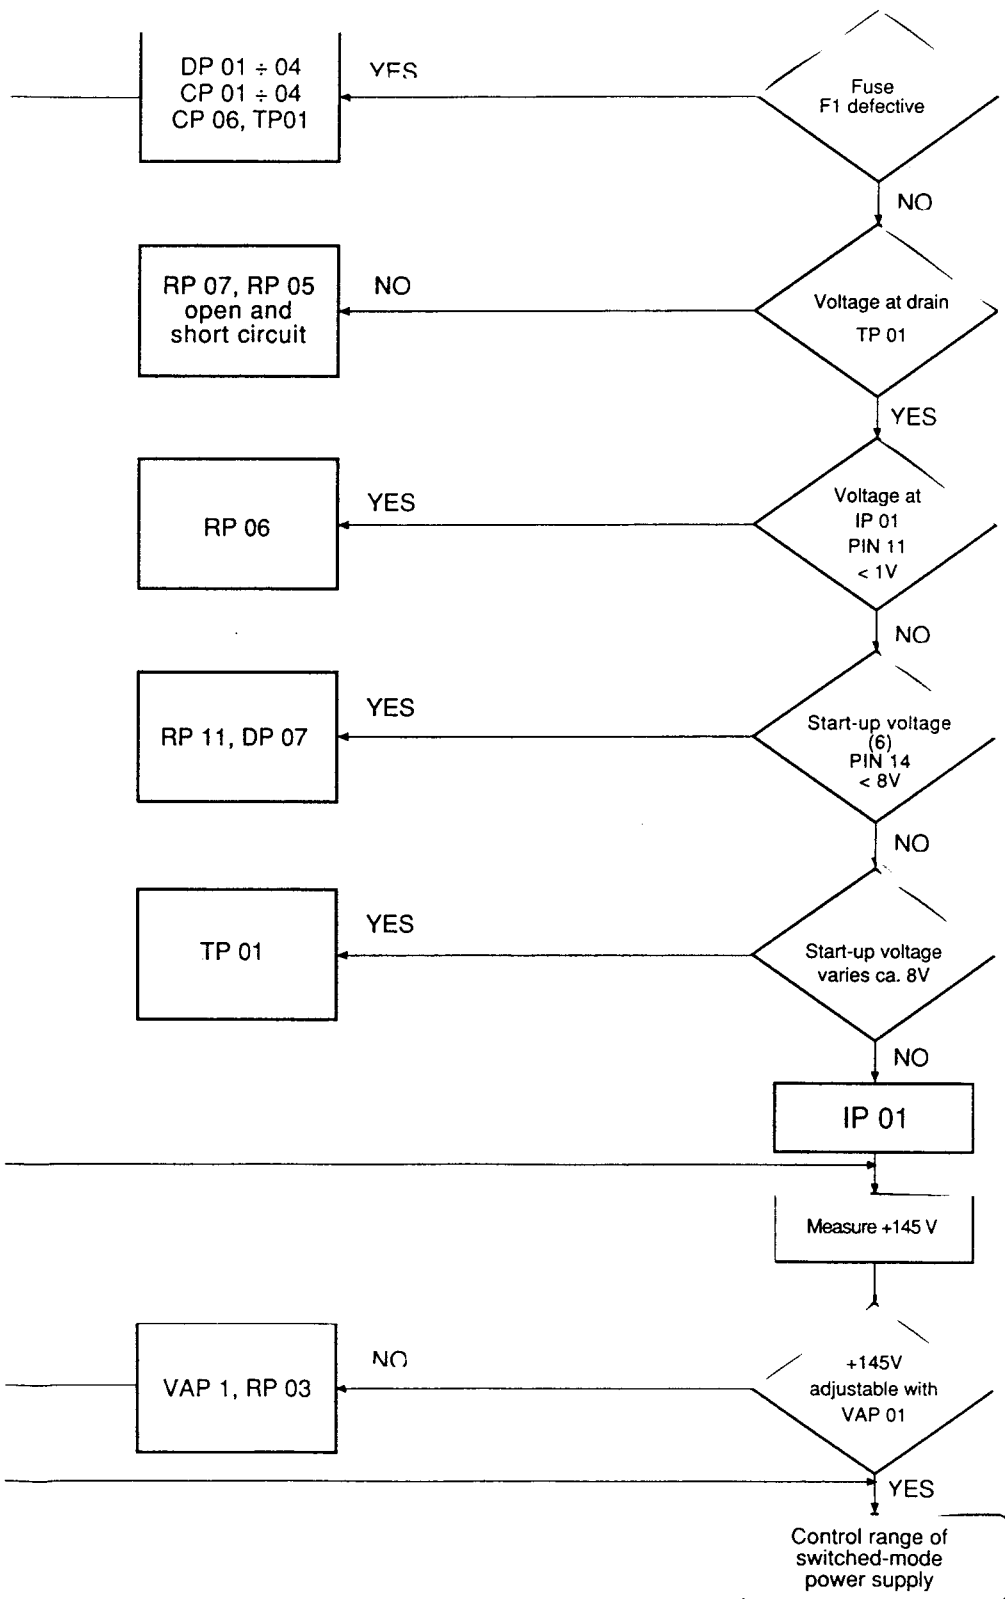 DP 01 ÷ 04
CP 01 ÷ 04
CP 06, TP01
YES
Fuse
F1 defective
NO
RP 07, RP 05
open and
short circuit
NO
Voltage at drain
TP 01
YES
RP 06
YES
Voltage at
IP 01
PIN 11
< 1V
NO
RP 11, DP 07
YES
Start-up voltage
(6)
PIN 14
< 8V
NO
TP 01
YES
Start-up voltage
varies ca. 8V
NO
IP 01
Measure +145 V
VAP 1, RP 03
NO
+145V
adjustable with
VAP 01
YES
Control range of
switched-mode
power supply